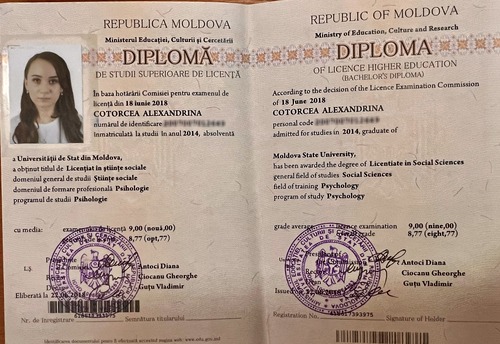 REPUBLICA MOLDOVA
Ministerul Educației, Culturii și Cercetării
DIPLOMĂ
DE STUDII SUPERIOARE DE LICENȚĂ
În baza hotărârii Comisiei pentru examenul de
licență din 18 iunie 2018
COTORCEA ALEXANDRINA
numărul de identificare
înmatriculată la studii în anul 2014, absolventă
a Universității de Stat din Moldova,
a obținut titlul de Licențiat în științe sociale
domeniul general de studii Științe sociale
domeniul de formare profesională Psihologie
programul de studii Psihologie
cu media: examenului de licență 9,00 (nouă,00)
8,77 (opt,77)
L.Ș.
Antoci Diana
Ciocanu Gheorghe
Guțu Vladimir
Eliberată la 22.06.2018
Nr. de înregistrare
Semnătura titularului
REPUBLIC OF MOLDOVA
Ministry of Education, Culture and Research
DIPLOMA
OF LICENCE HIGHER EDUCATION
(BACHELOR'S DIPLOMA)
According to the decision of the Licence Examination Commission
of 18 June 2018
COTORCEA ALEXANDRINA
personal code
admitted for studies in 2014, graduate of
Moldova State University,
has been awarded the degree of Licentiate in Social Sciences
general field of studies Social Sciences
field of training Psychology
program of study Psychology
grade average: licence examination 9,00 (nine,00)
8,77 (eight,77)
Antoci Diana
Ciocanu Gheorghe
Guțu Vladimir
Registration No.
Signature of Holder